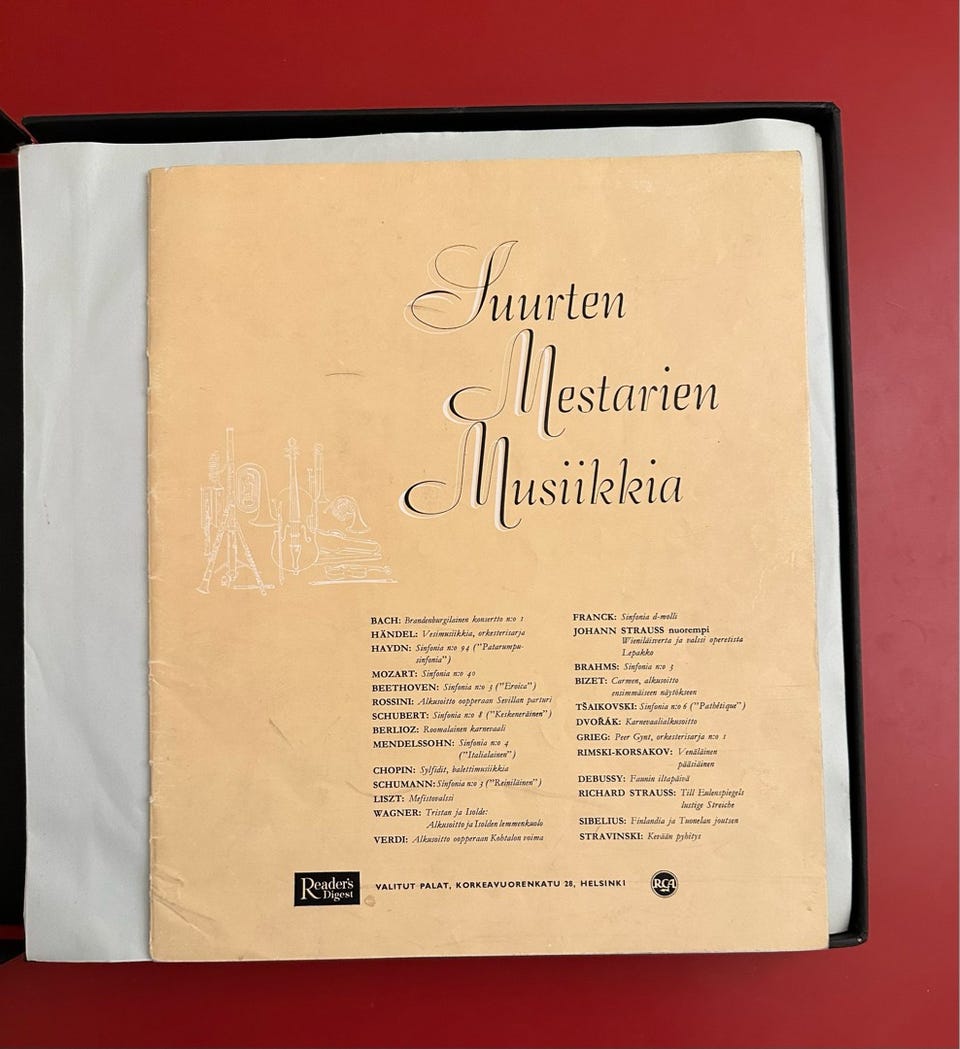 Suurten
Mestarien
Musiikkia
BACH: Brandenburgilainen konsertto n:o 1
HÄNDEL: Vesimusiikkia, orkesterisarja
HAYDN: Sinfonia n:o 94 ("Patarumpu-
sinfonia")
MOZART: Sinfonia n:o 40
BEETHOVEN: Sinfonia n:o 3 ("Eroica")
ROSSINI: Alkusoitto oopperaan Sevillan parturi
SCHUBERT: Sinfonia n:o 8 ("Keskeneräinen")
BERLIOZ: Roomalainen karnevaali
MENDELSSOHN: Sinfonia n:o 4
("Italialainen")
CHOPIN: Sylfidit, balettimusiikkia
SCHUMANN: Sinfonia n:o 3 ("Reiniläinen")
LISZT: Mefistovalssi
WAGNER: Tristan ja Isolde:
Alkusoitto ja Isolden lemmenkuolo
VERDI: Alkusoitto oopperaan Kohtalon voima
FRANCK: Sinfonia d-molli
JOHANN STRAUSS nuorempi
Wieniläisverta ja valssi operetista
Lepakko
BRAHMS: Sinfonia n:o 3
BIZET: Carmen, alkusoitto
ensimmäiseen näytökseen
TŠAIKOVSKI: Sinfonia n:o 6 ("Pathétique")
DVOŘÁK: Karnevaalialkusoitto
GRIEG: Peer Gynt, orkesterisarja n:o 1
RIMSKI-KORSAKOV: Venäläinen
pääsiäinen
DEBUSSY: Faunin iltapäivä
RICHARD STRAUSS: Till Eulenspiegels
lustige Streiche
SIBELIUS: Finlandia ja Tuonelan joutsen
STRAVINSKI: Kevään pyhitys
Reader's
Digest
VALITUT PALAT, KORKEAVUORENKATU 28, HELSINKI
RCA